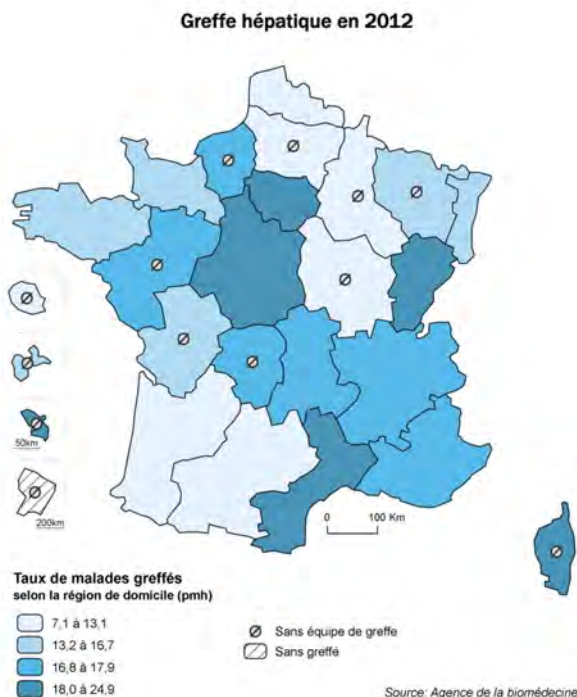 Greffe hépatique en 2012
50km
200km
0 100 Km
Taux de malades greffés
selon la région de domicile (pmh)
7,1 à 13,1
13,2 à 16,7
16,8 à 17,9
18,0 à 24,9
Sans équipe de greffe
Sans greffé
Source: Agence de la biomédecine